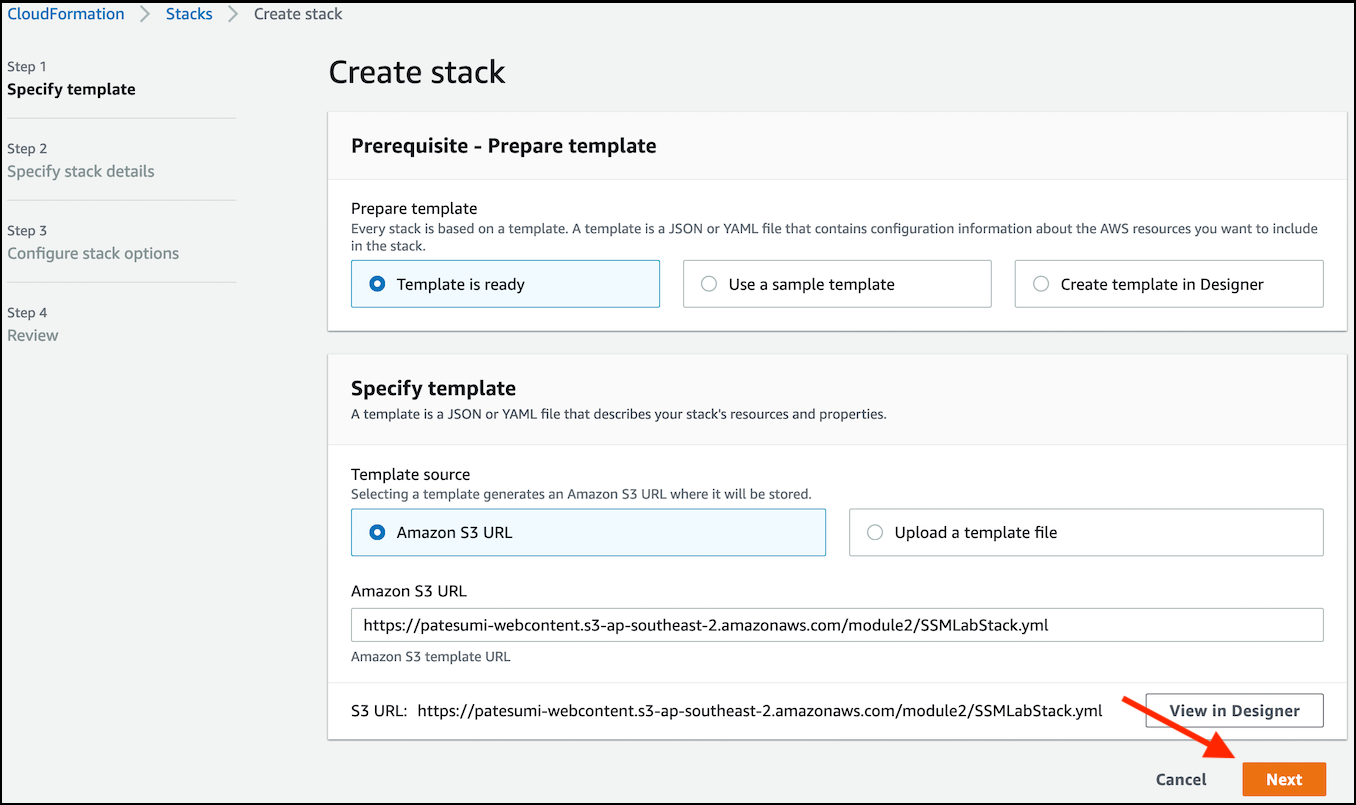 CloudFormation > Stacks > Create stack
Step 1
Specify template
Step 2
Specify stack details
Step 3
Configure stack options
Step 4
Review
Create stack
Prerequisite - Prepare template
Prepare template
Every stack is based on a template. A template is a JSON or YAML file that contains configuration information about the AWS resources you want to include
in the stack.
Template is ready
Use a sample template
Create template in Designer
Specify template
A template is a JSON or YAML file that describes your stack's resources and properties.
Template source
Selecting a template generates an Amazon S3 URL where it will be stored.
Amazon S3 URL
Upload a template file
Amazon S3 URL
https://patesumi-webcontent.s3-ap-southeast-2.amazonaws.com/module2/SSMLabStack.yml
Amazon S3 template URL
S3 URL: https://patesumi-webcontent.s3-ap-southeast-2.amazonaws.com/module2/SSMLabStack.yml
View in Designer
Cancel
Next